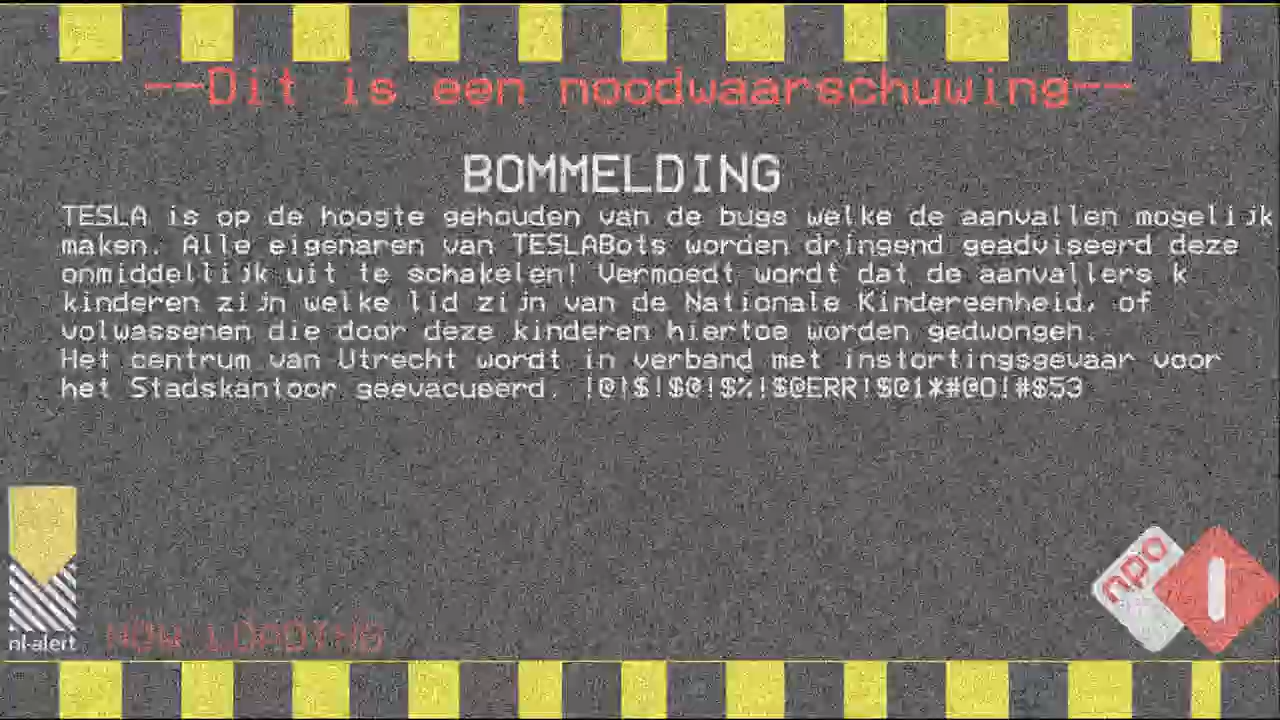 --Dit is een noodwaarschuwing--
BOMMELDING
TESLA is op de hoogte gehouden van de bugs welke de aanvallen mogelijk
maken. Alle eigenaren van TESLABots worden dringend geadviseerd deze
onmiddellijk uit te schakelen! Vermoedt wordt dat de aanvallers k
kinderen zijn welke lid zijn van de Nationale Kindereenheid, of
volwassenen die door deze kinderen hiertoe worden gedwongen.
Het centrum van Utrecht wordt in verband met instortingsgevaar voor
het Stadskantoor geevacueerd. !@!$!$@!$%!$@ERR!$@1*#@O!#$53
npo 1
nl-alert
NOW LOADING